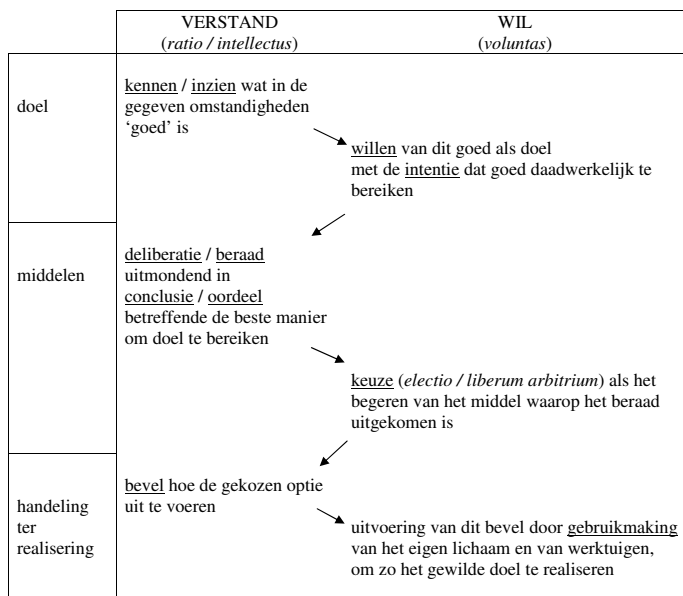 VERSTAND
(ratio / intellectus)
WIL
(voluntas)
doel
kennen / inzien wat in de
gegeven omstandigheden
‘goed’ is
willen van dit goed als doel
met de intentie dat goed daadwerkelijk te
bereiken
middelen
deliberatie / beraad
uitmondend in
conclusie / oordeel
betreffende de beste manier
om doel te bereiken
keuze (electio / liberum arbitrium) als het
begeren van het middel waarop het beraad
uitgekomen is
handeling
ter
realisering
bevel hoe de gekozen optie
uit te voeren
uitvoering van dit bevel door gebruikmaking
van het eigen lichaam en van werktuigen,
om zo het gewilde doel te realiseren